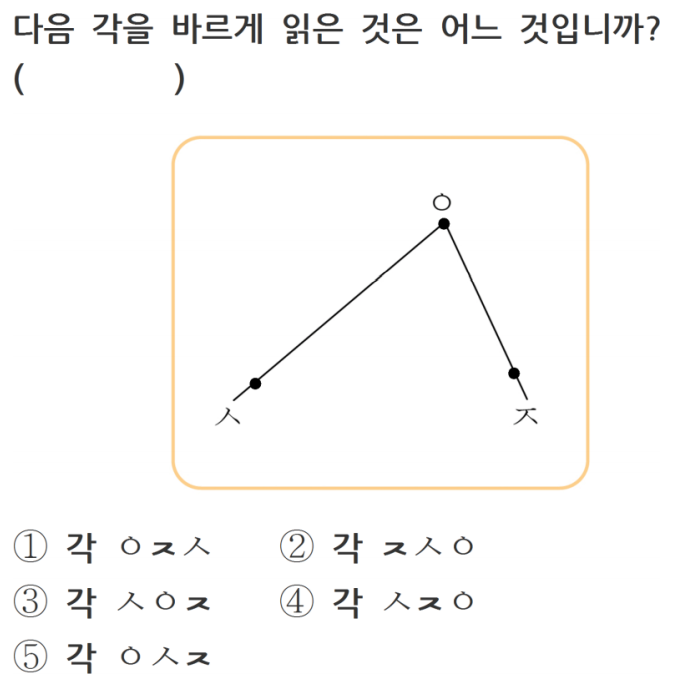 다음 각을 바르게 읽은 것은 어느 것입니까?
(          )
ㅇ
ㅅ ㅈ
① 각 ㅇㅈㅅ ② 각 ㅈㅅㅇ
③ 각 ㅅㅇㅈ ④ 각 ㅅㅈㅇ
⑤ 각 ㅇㅅㅈ